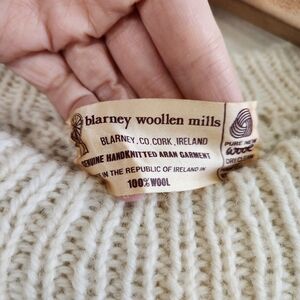 blarney woollen mills
BLARNEY, CO. CORK, IRELAND
GENUINE HANDKNITTED ARAN GARMENT
IN THE REPUBLIC OF IRELAND IN
100% WOOL
PURE NEW
WOOL
DRY CLEAN